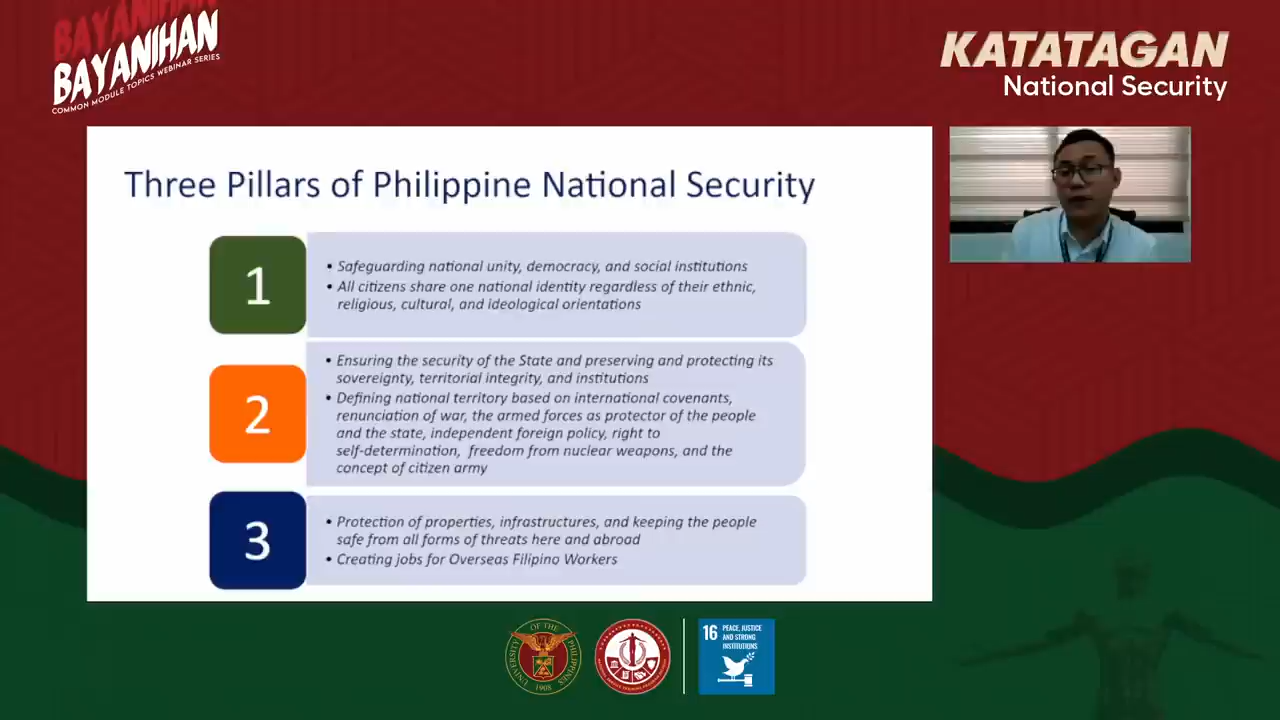 BAYANIHAN
BAYANIHAN
COMMON MODULE TOPICS WEBINAR SERIES
KATATAGAN
National Security
Three Pillars of Philippine National Security
1
• Safeguarding national unity, democracy, and social institutions
• All citizens share one national identity regardless of their ethnic,
religious, cultural, and ideological orientations
2
• Ensuring the security of the State and preserving and protecting its
sovereignty, territorial integrity, and institutions
• Defining national territory based on international covenants,
renunciation of war, the armed forces as protector of the people
and the state, independent foreign policy, right to
self-determination, freedom from nuclear weapons, and the
concept of citizen army
3
• Protection of properties, infrastructures, and keeping the people
safe from all forms of threats here and abroad
• Creating jobs for Overseas Filipino Workers
UNIVERSITY OF THE PHILIPPINES
1908
16 PEACE, JUSTICE
AND STRONG
INSTITUTIONS